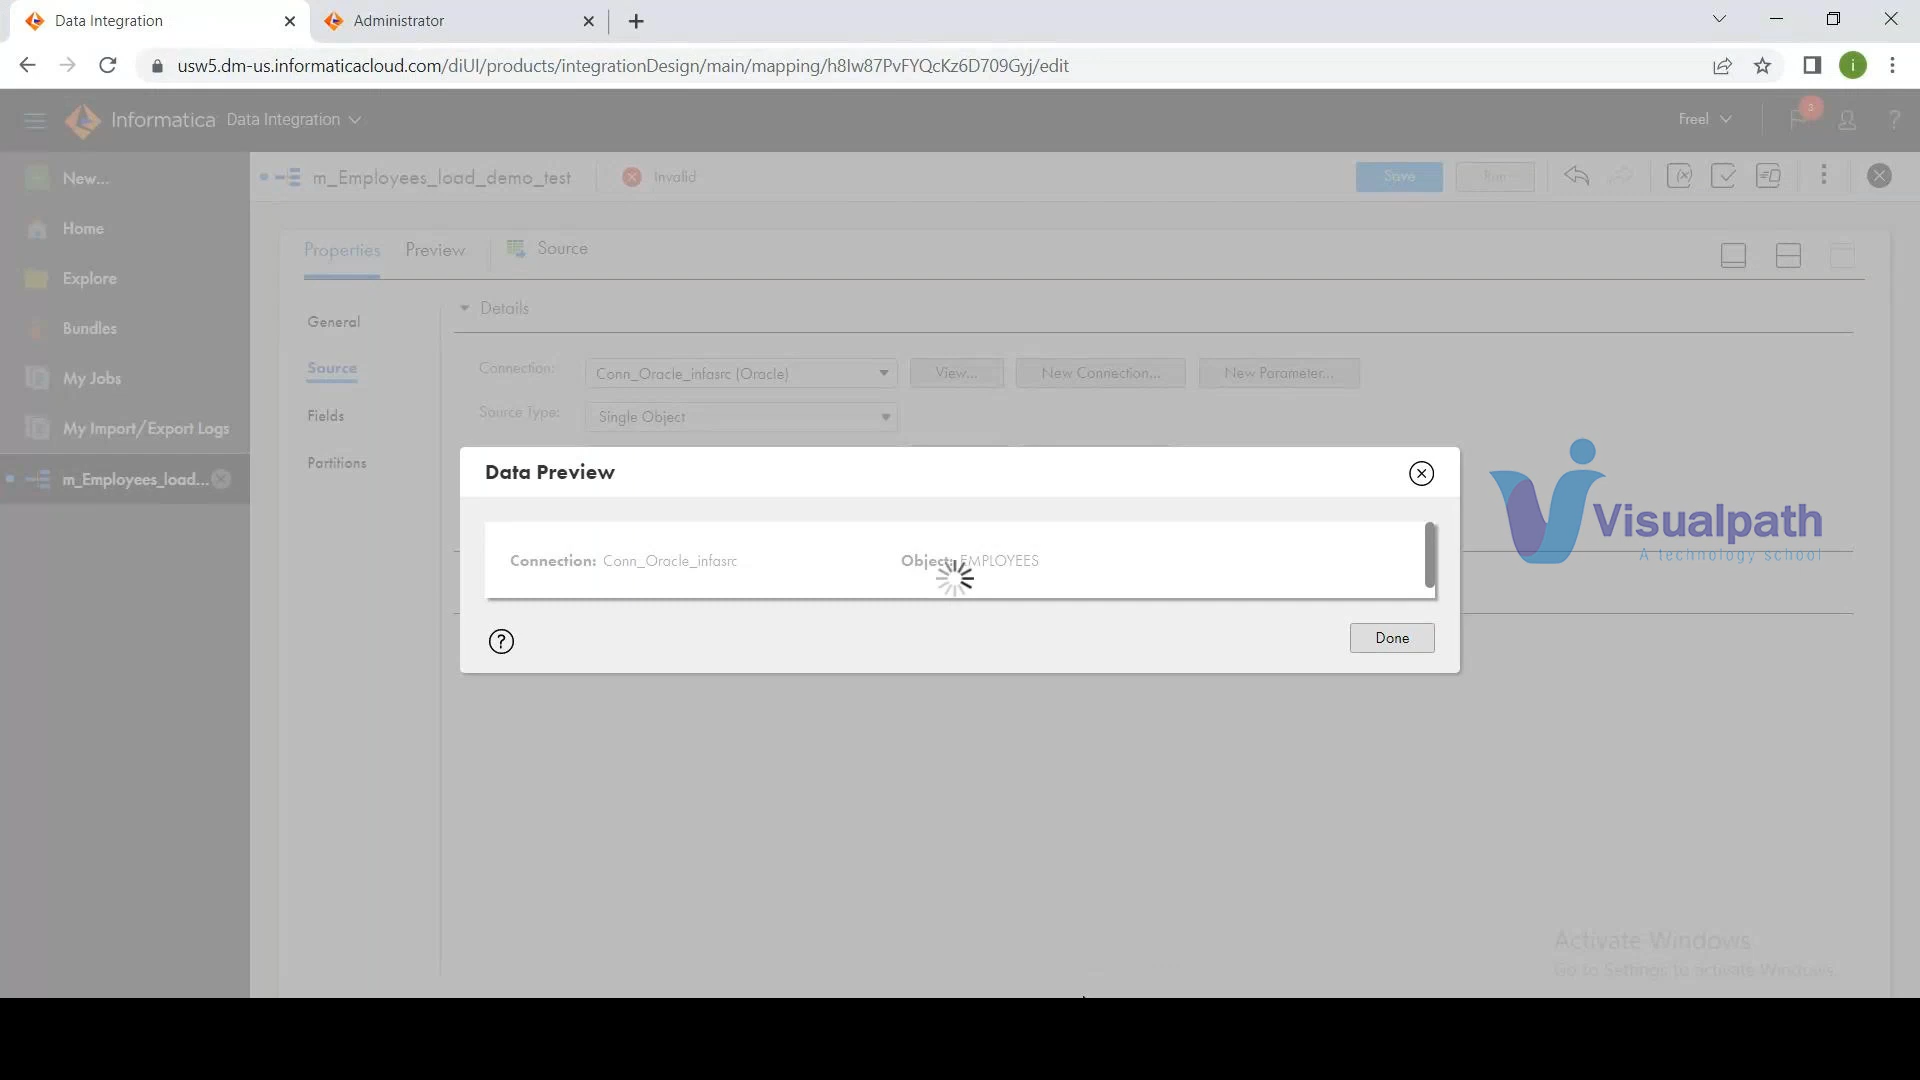 Data Integration
Administrator
usw5.dm-us.informaticacloud.com/diUI/products/integrationDesign/main/mapping/h8Iw87PvFYQcKz6D709Gyj/edit
i
Informatica Data Integration
Freel
3
?
New...
Home
Explore
Bundles
My Jobs
My Import/Export Logs
m_Employees_load...
m_Employees_load_demo_test
Invalid
Save
Run
Properties
Preview
Source
General
Source
Fields
Partitions
Details
Connection:
Conn_Oracle_infasrc (Oracle)
View...
New Connection...
New Parameter...
Source Type:
Single Object
Data Preview
Connection: Conn_Oracle_infasrc
Object: EMPLOYEES
?
Done
Visualpath
A technology school
Activate Windows
Go to Settings to activate Windows.